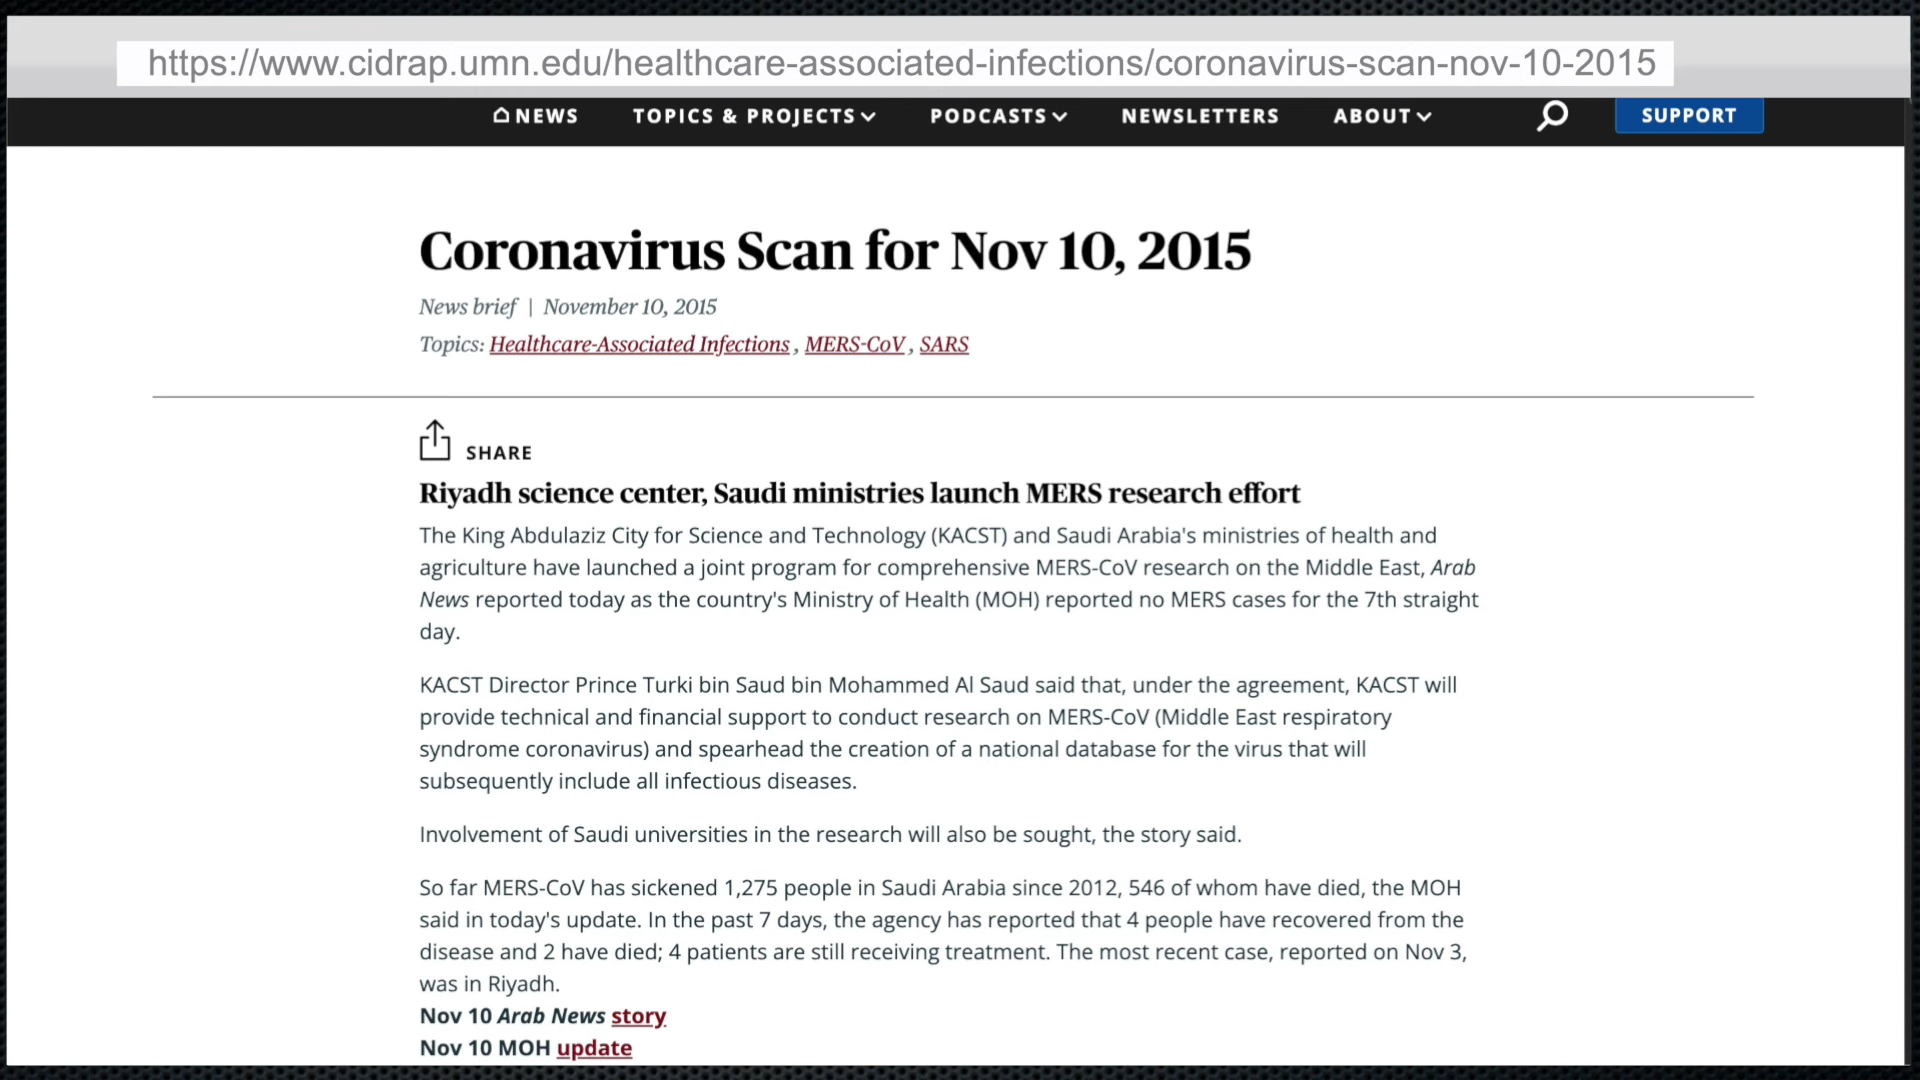 https://www.cidrap.umn.edu/healthcare-associated-infections/coronavirus-scan-nov-10-2015
NEWS TOPICS & PROJECTS PODCASTS NEWSLETTERS ABOUT SUPPORT
Coronavirus Scan for Nov 10, 2015
News brief | November 10, 2015
Topics: Healthcare-Associated Infections , MERS-CoV , SARS
SHARE
Riyadh science center, Saudi ministries launch MERS research effort
The King Abdulaziz City for Science and Technology (KACST) and Saudi Arabia's ministries of health and
agriculture have launched a joint program for comprehensive MERS-CoV research on the Middle East, Arab
News reported today as the country's Ministry of Health (MOH) reported no MERS cases for the 7th straight
day.
KACST Director Prince Turki bin Saud bin Mohammed Al Saud said that, under the agreement, KACST will
provide technical and financial support to conduct research on MERS-CoV (Middle East respiratory
syndrome coronavirus) and spearhead the creation of a national database for the virus that will
subsequently include all infectious diseases.
Involvement of Saudi universities in the research will also be sought, the story said.
So far MERS-CoV has sickened 1,275 people in Saudi Arabia since 2012, 546 of whom have died, the MOH
said in today's update. In the past 7 days, the agency has reported that 4 people have recovered from the
disease and 2 have died; 4 patients are still receiving treatment. The most recent case, reported on Nov 3,
was in Riyadh.
Nov 10 Arab News story
Nov 10 MOH update